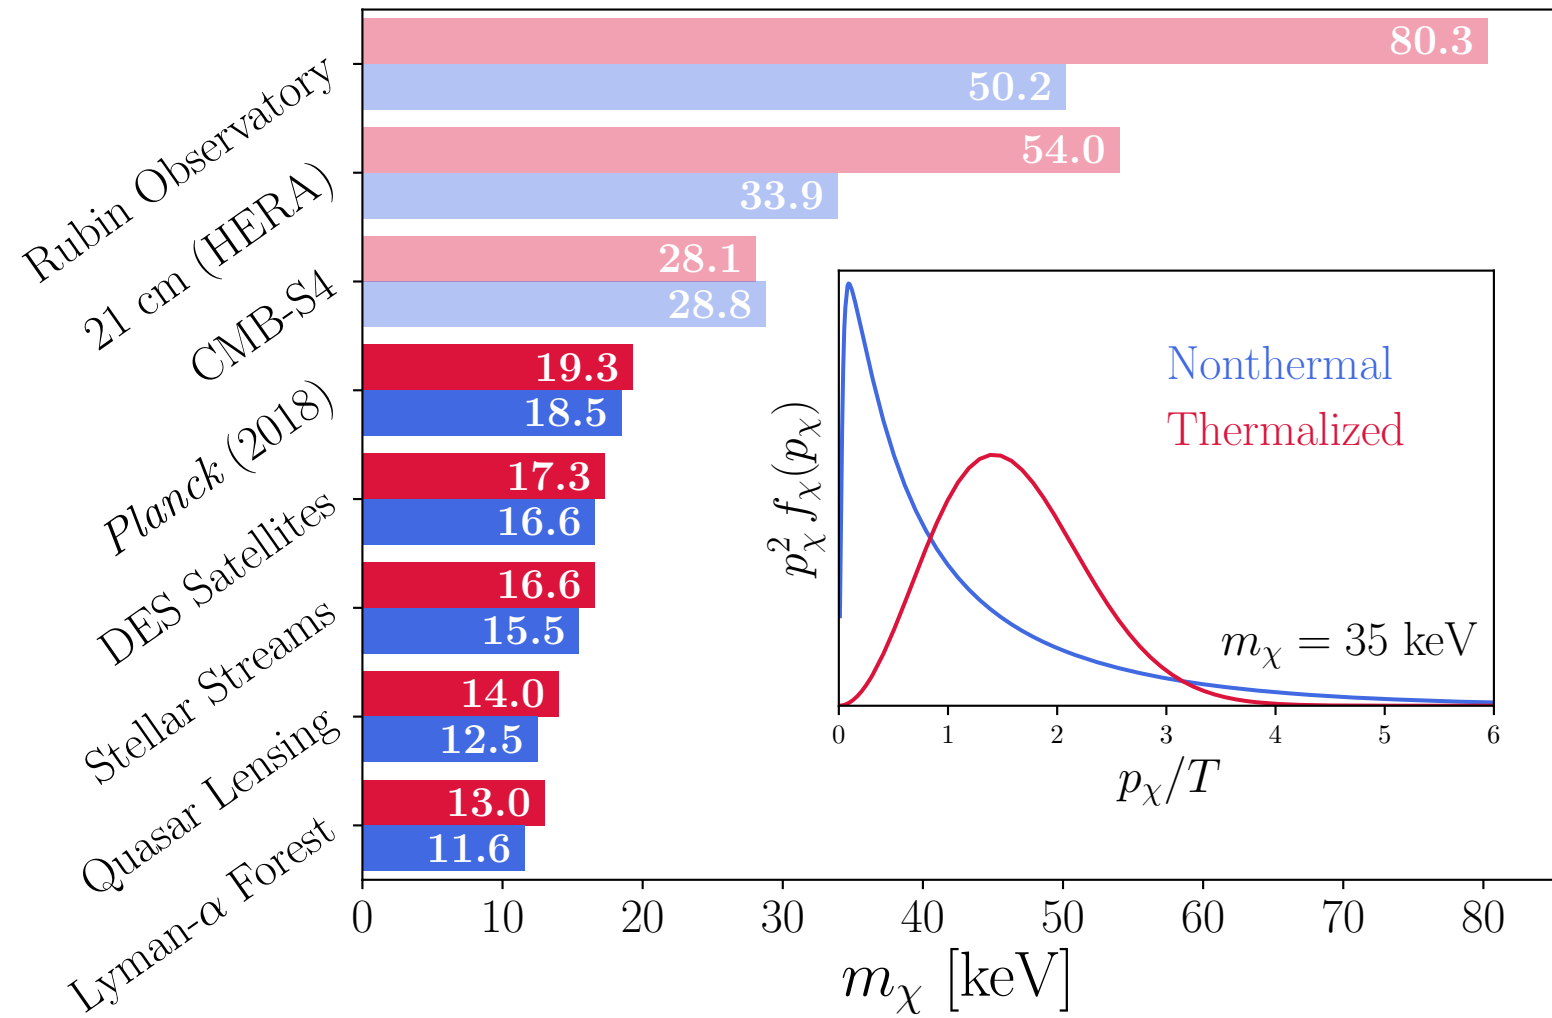 Rubin Observatory
80.3
50.2
21 cm (HERA)
54.0
33.9
CMB-S4
28.1
28.8
Planck (2018)
19.3
18.5
DES Satellites
17.3
16.6
Stellar Streams
16.6
15.5
Quasar Lensing
14.0
12.5
Lyman-α Forest
13.0
11.6
0 10 20 30 40 50 60 70 80
m_χ [keV]
p_χ^2 f_χ(p_χ)
Nonthermal
Thermalized
m_χ = 35 keV
0 1 2 3 4 5 6
p_χ/T